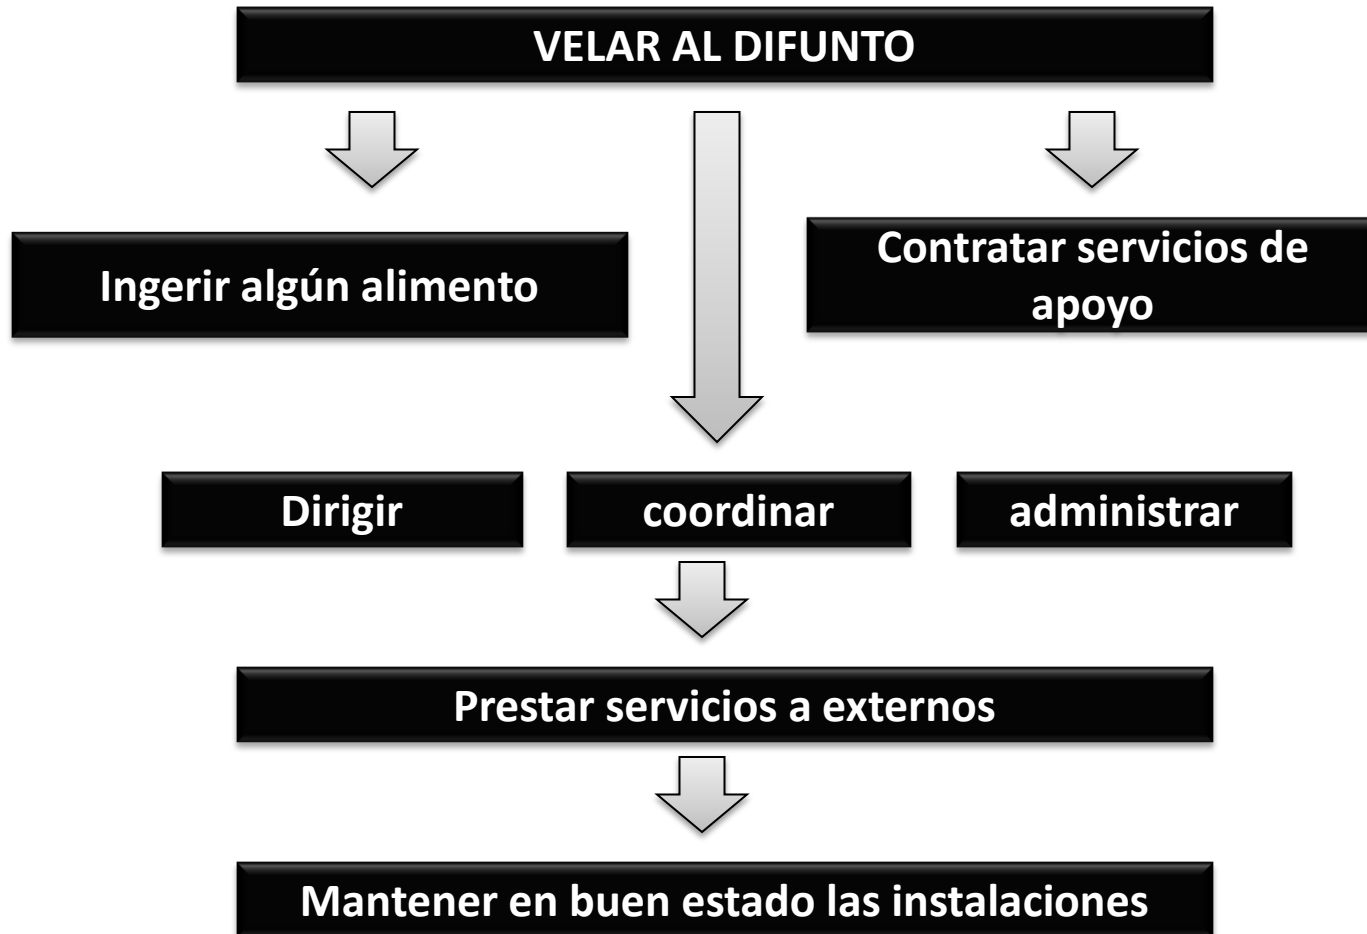 VELAR AL DIFUNTO
Ingerir algún alimento
Contratar servicios de
apoyo
Dirigir
coordinar
administrar
Prestar servicios a externos
Mantener en buen estado las instalaciones